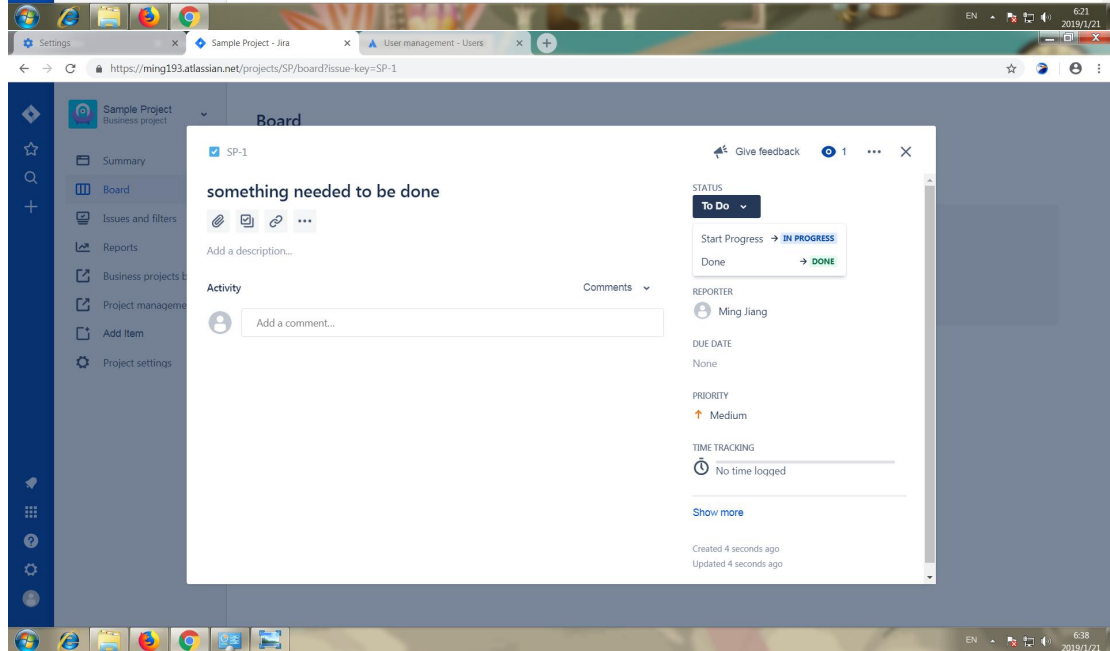 EN
6:21
2019/1/21
Settings
Sample Project - Jira
User management - Users
https://ming193.atlassian.net/projects/SP/board?issue-key=SP-1
Sample Project
Business project
Board
SP-1
Give feedback
1
Summary
something needed to be done
STATUS
Board
To Do
Issues and filters
Start Progress → IN PROGRESS
Reports
Add a description...
Done → DONE
Business projects b
Activity
Comments
REPORTER
Project manageme
Add a comment...
Ming Jiang
Add Item
DUE DATE
Project settings
None
PRIORITY
Medium
TIME TRACKING
No time logged
Show more
Created 4 seconds ago
Updated 4 seconds ago
EN
6:38
2019/1/21